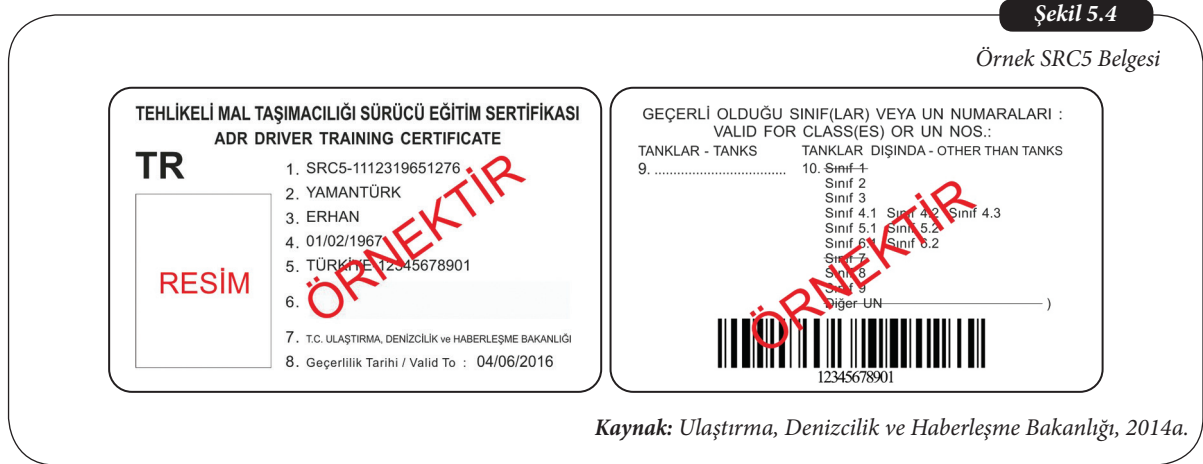 Şekil 5.4
Örnek SRC5 Belgesi
TEHLİKELİ MAL TAŞIMACILIĞI SÜRÜCÜ EĞİTİM SERTİFİKASI
ADR DRIVER TRAINING CERTIFICATE
TR
RESİM
1. SRC5-1112319651276
2. YAMANTÜRK
3. ERHAN
4. 01/02/1967
5. TÜRKİYE 12345678901
6.
7. T.C. ULAŞTIRMA, DENİZCİLİK ve HABERLEŞME BAKANLIĞI
8. Geçerlilik Tarihi / Valid To : 04/06/2016
ÖRNEKTİR
GEÇERLİ OLDUĞU SINIF(LAR) VEYA UN NUMARALARI :
VALID FOR CLASS(ES) OR UN NOS.:
TANKLAR - TANKS
9. ..................................
TANKLAR DIŞINDA - OTHER THAN TANKS
10. Sınıf 1
Sınıf 2
Sınıf 3
Sınıf 4.1 Sınıf 4.2 Sınıf 4.3
Sınıf 5.1 Sınıf 5.2
Sınıf 6.1 Sınıf 6.2
Sınıf 7
Sınıf 8
Sınıf 9
Diğer UN )
ÖRNEKTİR
12345678901
Kaynak: Ulaştırma, Denizcilik ve Haberleşme Bakanlığı, 2014a.